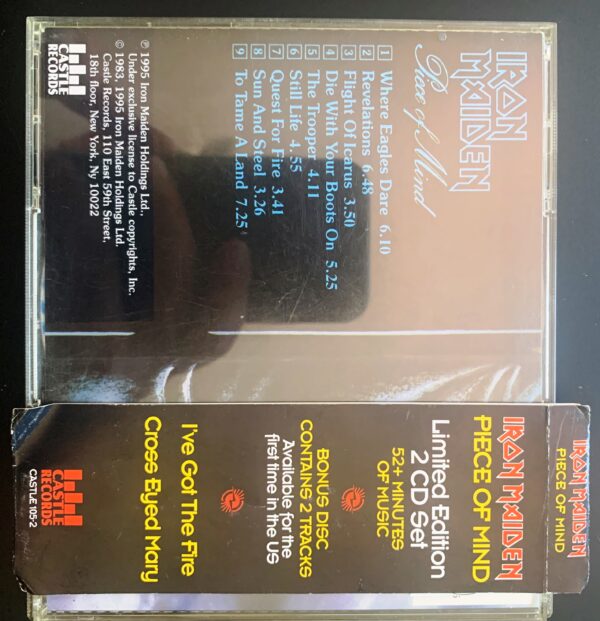 IRON MAIDEN
Piece of Mind
1 Where Eagles Dare 6.10
2 Revelations 6.48
3 Flight Of Icarus 3.50
4 Die With Your Boots On 5.25
5 The Trooper 4.11
6 Still Life 4.55
7 Quest For Fire 3.41
8 Sun And Steel 3.26
9 To Tame A Land 7.25
℗ 1995 Iron Maiden Holdings Ltd.,
Under exclusive license to Castle copyrights, Inc.
© 1983, 1995 Iron Maiden Holdings Ltd.
Castle Records, 110 East 59th Street,
18th floor, New York, Ny 10022
CASTLE
RECORDS
IRON MAIDEN
PIECE OF MIND
IRON MAIDEN
PIECE OF MIND
Limited Edition
2 CD Set
52+ MINUTES
OF MUSIC
BONUS DISC
CONTAINS 2 TRACKS
Available for the
first time in the US
I've Got The Fire
Cross Eyed Mary
CASTLE
RECORDS
CASTLE 105-2